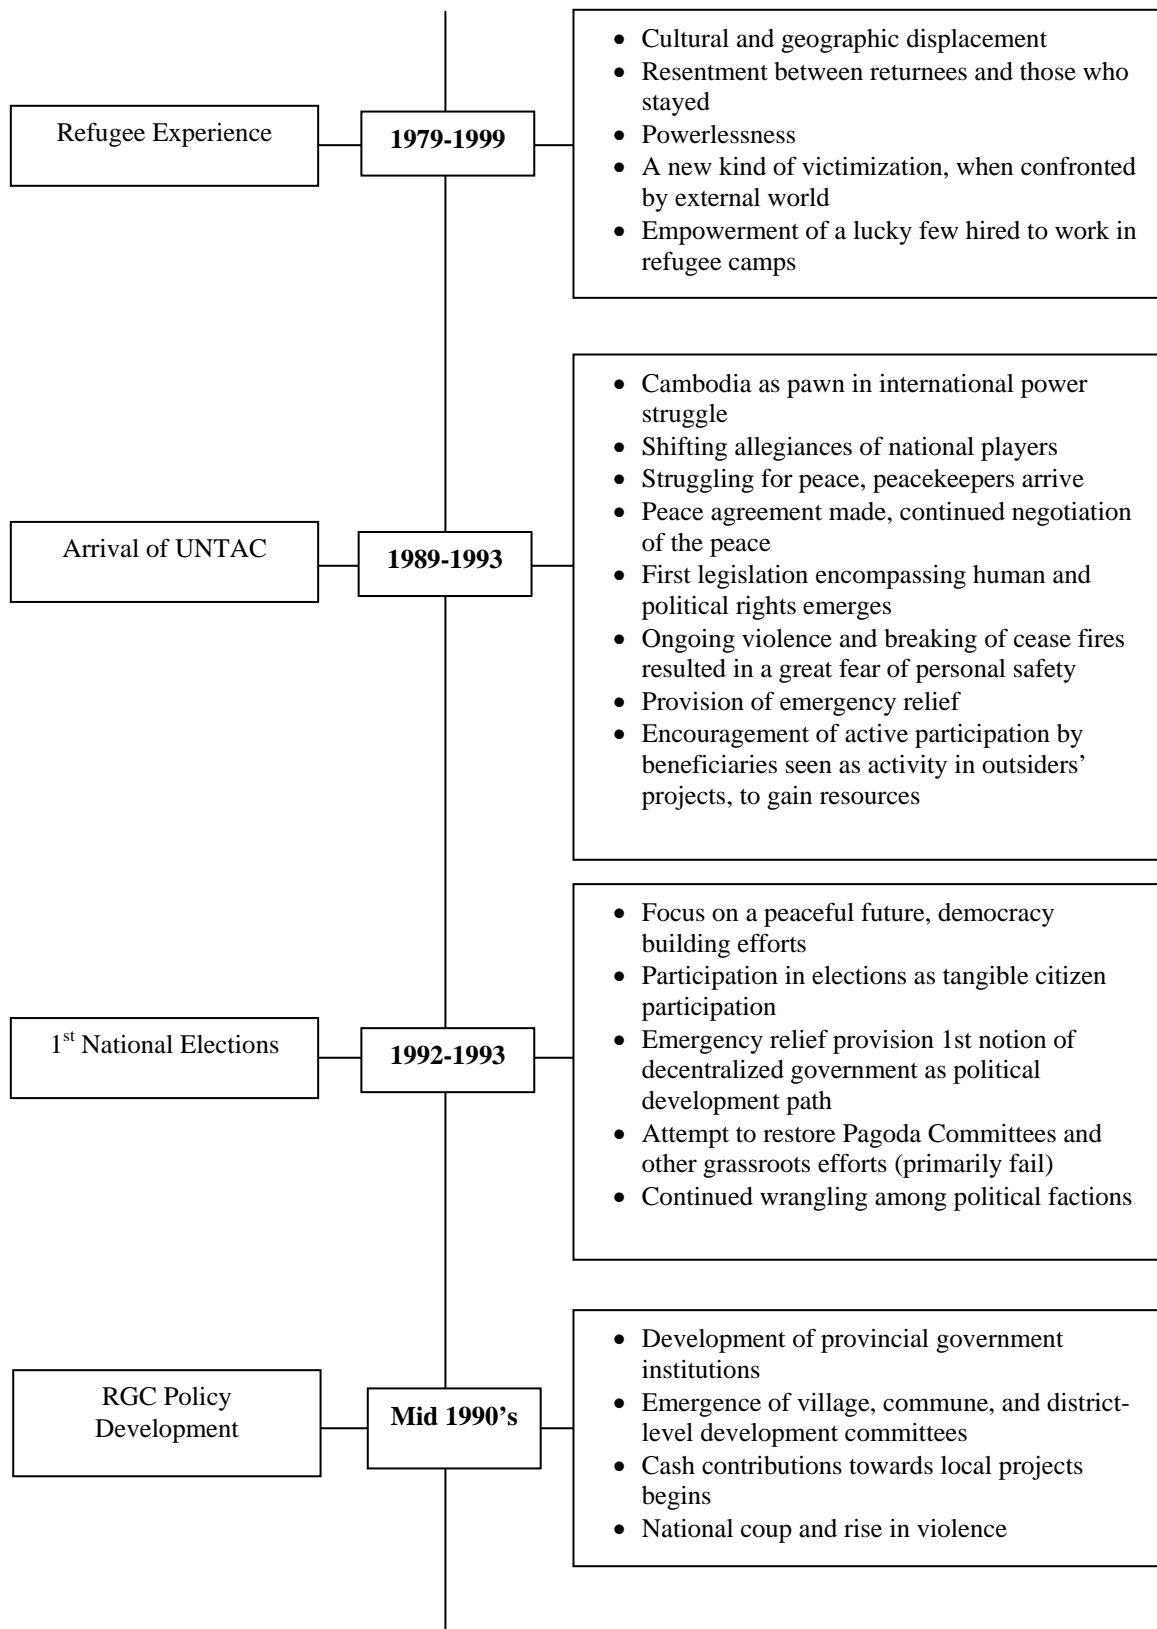 Refugee Experience
1979-1999
• Cultural and geographic displacement
• Resentment between returnees and those who
stayed
• Powerlessness
• A new kind of victimization, when confronted
by external world
• Empowerment of a lucky few hired to work in
refugee camps
Arrival of UNTAC
1989-1993
• Cambodia as pawn in international power
struggle
• Shifting allegiances of national players
• Struggling for peace, peacekeepers arrive
• Peace agreement made, continued negotiation
of the peace
• First legislation encompassing human and
political rights emerges
• Ongoing violence and breaking of cease fires
resulted in a great fear of personal safety
• Provision of emergency relief
• Encouragement of active participation by
beneficiaries seen as activity in outsiders’
projects, to gain resources
1st National Elections
1992-1993
• Focus on a peaceful future, democracy
building efforts
• Participation in elections as tangible citizen
participation
• Emergency relief provision 1st notion of
decentralized government as political
development path
• Attempt to restore Pagoda Committees and
other grassroots efforts (primarily fail)
• Continued wrangling among political factions
RGC Policy
Development
Mid 1990’s
• Development of provincial government
institutions
• Emergence of village, commune, and district-
level development committees
• Cash contributions towards local projects
begins
• National coup and rise in violence